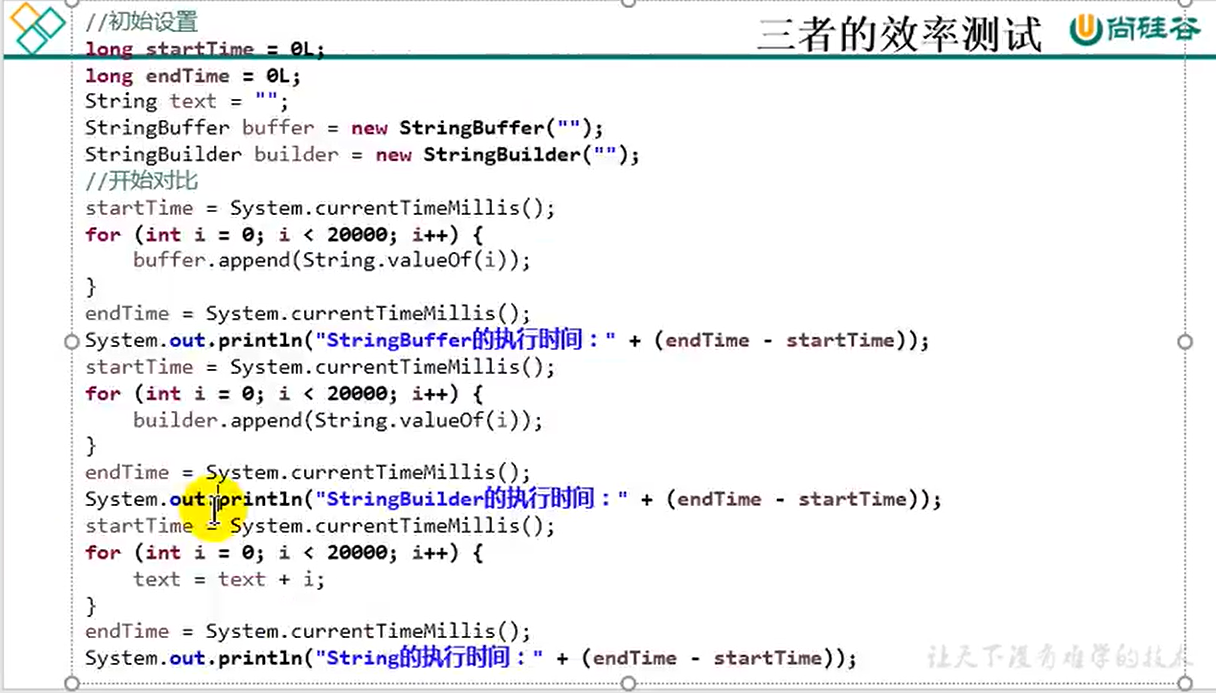 三者的效率测试
尚硅谷
//初始设置
long startTime = 0L;
long endTime = 0L;
String text = "";
StringBuffer buffer = new StringBuffer("");
StringBuilder builder = new StringBuilder("");
//开始对比
startTime = System.currentTimeMillis();
for (int i = 0; i < 20000; i++) {
    buffer.append(String.valueOf(i));
}
endTime = System.currentTimeMillis();
System.out.println("StringBuffer的执行时间：" + (endTime - startTime));
startTime = System.currentTimeMillis();
for (int i = 0; i < 20000; i++) {
    builder.append(String.valueOf(i));
}
endTime = System.currentTimeMillis();
System.out.println("StringBuilder的执行时间：" + (endTime - startTime));
startTime = System.currentTimeMillis();
for (int i = 0; i < 20000; i++) {
    text = text + i;
}
endTime = System.currentTimeMillis();
System.out.println("String的执行时间：" + (endTime - startTime));
让天下没有难学的技术